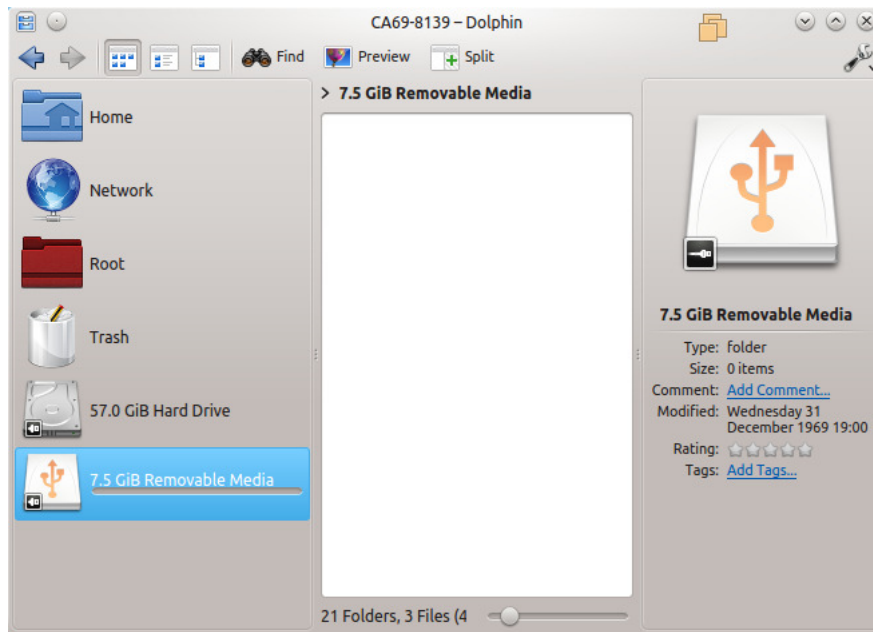 CA69-8139 – Dolphin
Find
Preview
Split
Home
Network
Root
Trash
57.0 GiB Hard Drive
7.5 GiB Removable Media
> 7.5 GiB Removable Media
21 Folders, 3 Files (4
7.5 GiB Removable Media
Type: folder
Size: 0 items
Comment: Add Comment...
Modified: Wednesday 31
December 1969 19:00
Rating:
Tags: Add Tags...